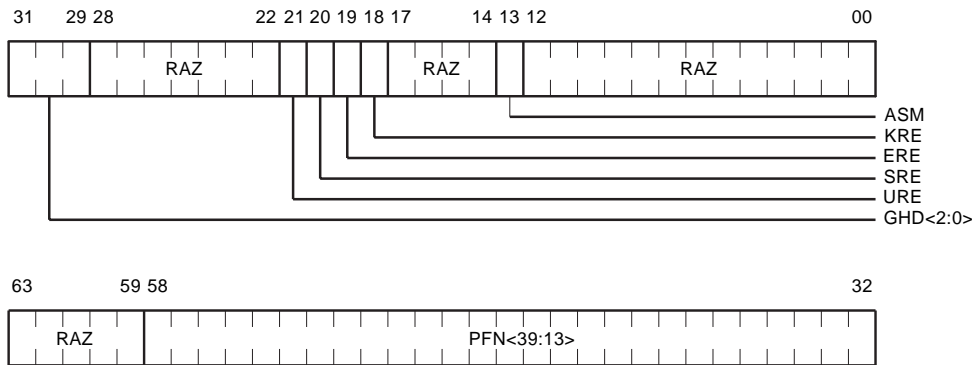 31 29 28 22 21 20 19 18 17 14 13 12 00
RAZ RAZ RAZ
ASM
KRE
ERE
SRE
URE
GHD<2:0>
63 59 58 32
RAZ PFN<39:13>